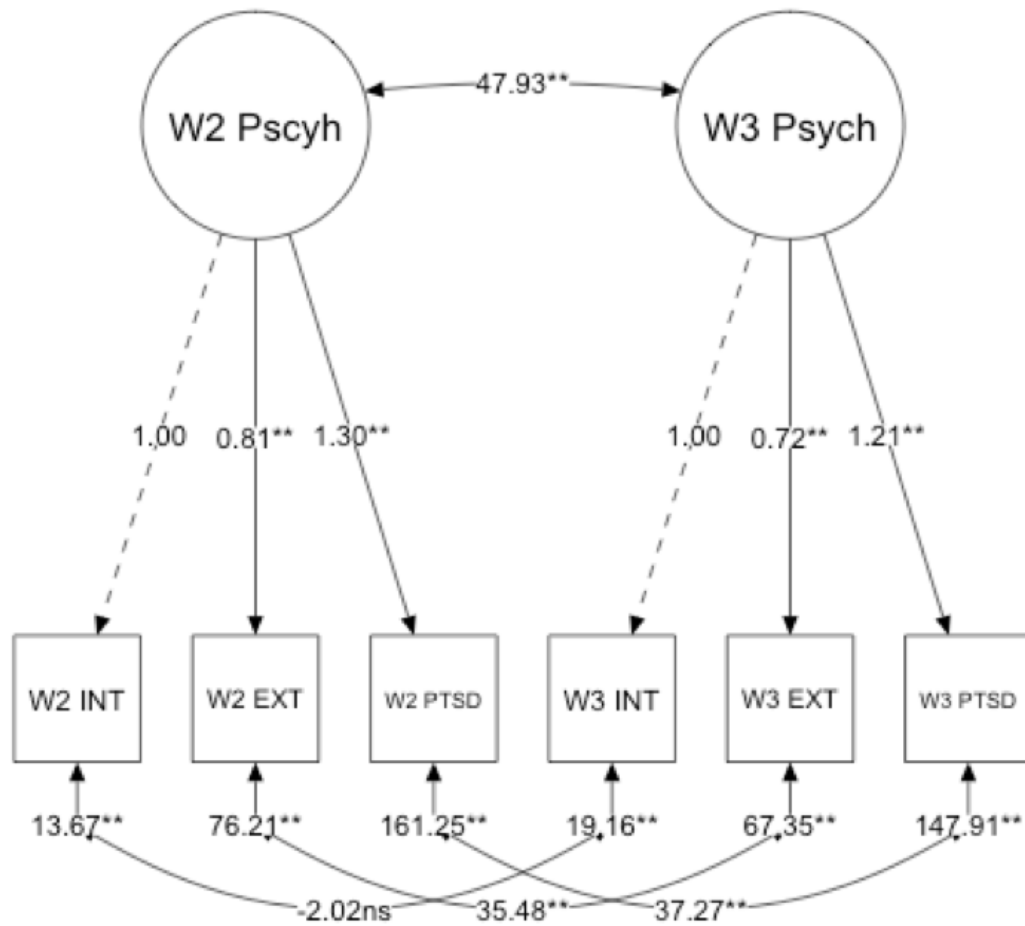 47.93**
W2 Pscyh
W3 Psych
1.00
0.81**
1.30**
1.00
0.72**
1.21**
W2 INT
W2 EXT
W2 PTSD
W3 INT
W3 EXT
W3 PTSD
13.67**
76.21**
161.25**
19.16**
67.35**
147.91**
-2.02ns
35.48**
37.27**